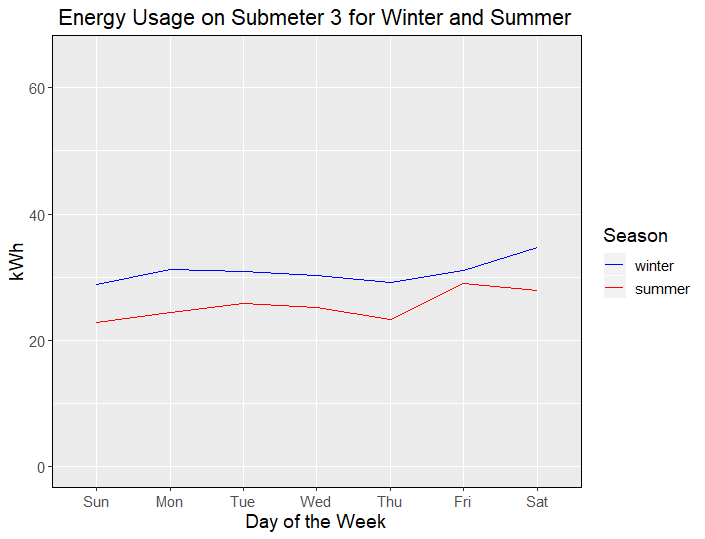 Energy Usage on Submeter 3 for Winter and Summer
60
40
20
0
kWh
Sun Mon Tue Wed Thu Fri Sat
Day of the Week
Season
winter
summer